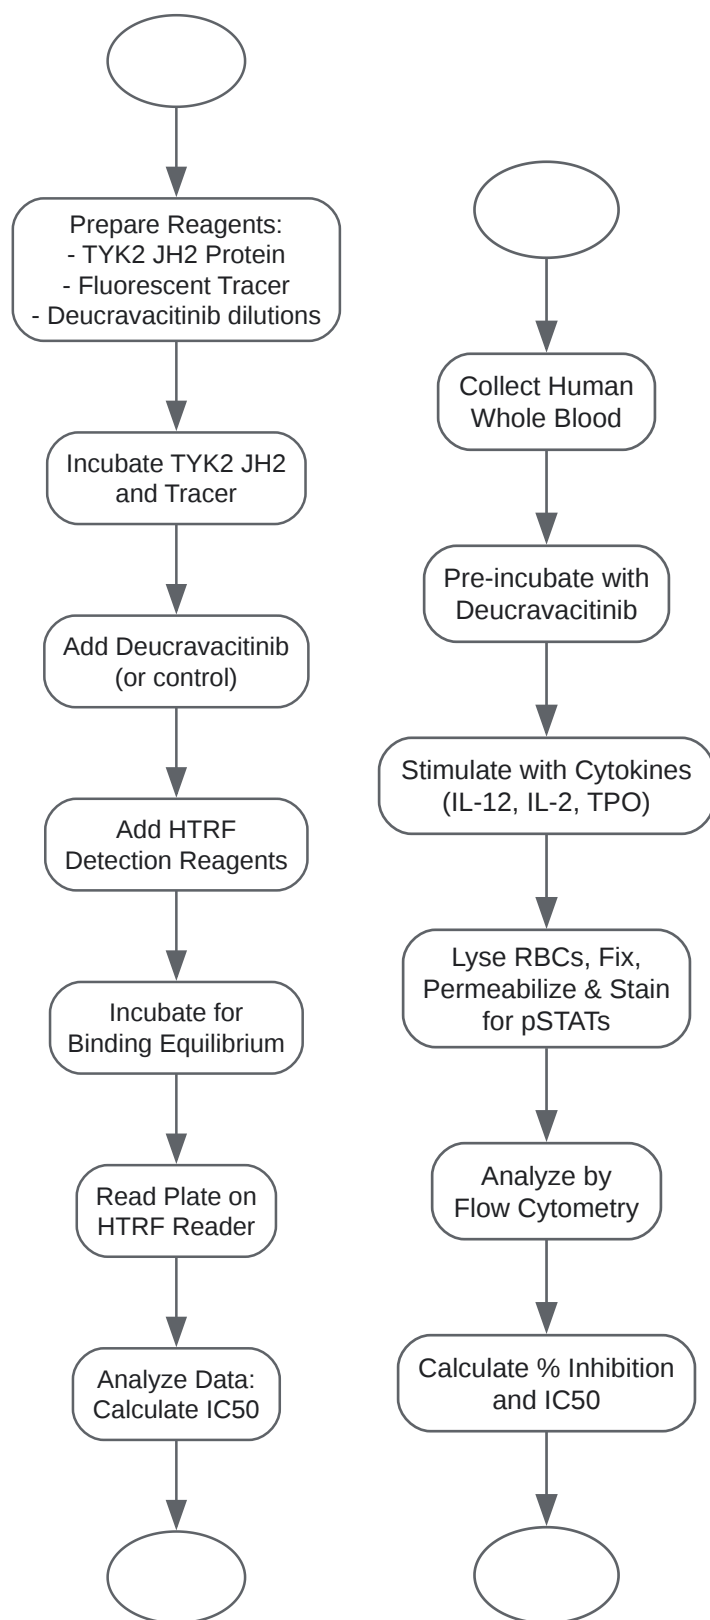 Prepare Reagents:
- TYK2 JH2 Protein
- Fluorescent Tracer
- Deucravacitinib dilutions
Incubate TYK2 JH2
and Tracer
Add Deucravacitinib
(or control)
Add HTRF
Detection Reagents
Incubate for
Binding Equilibrium
Read Plate on
HTRF Reader
Analyze Data:
Calculate IC50
Collect Human
Whole Blood
Pre-incubate with
Deucravacitinib
Stimulate with Cytokines
(IL-12, IL-2, TPO)
Lyse RBCs, Fix,
Permeabilize & Stain
for pSTATs
Analyze by
Flow Cytometry
Calculate % Inhibition
and IC50